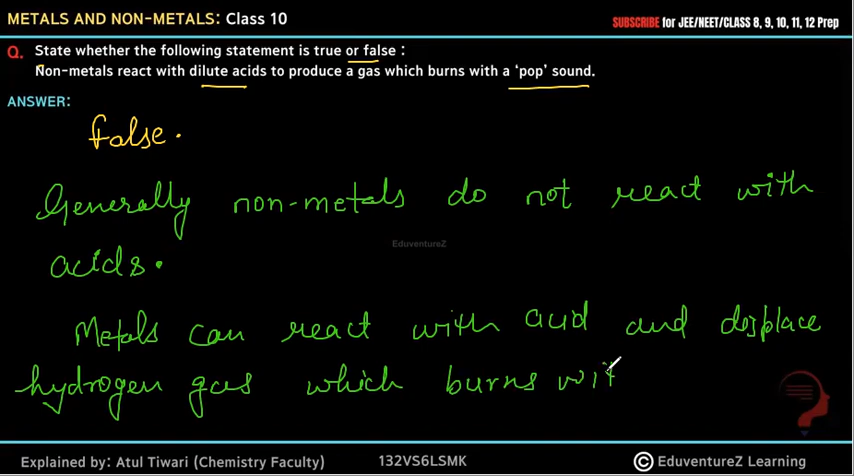 METALS AND NON-METALS: Class 10
SUBSCRIBE for JEE/NEET/CLASS 8, 9, 10, 11, 12 Prep
Q. State whether the following statement is true or false :
Non-metals react with dilute acids to produce a gas which burns with a ‘pop’ sound.
ANSWER:
false.
Generally non-metals do not react with
EduventureZ
acids.
Metals can react with acid and displace
hydrogen gas which burns wit
Explained by: Atul Tiwari (Chemistry Faculty)
132VS6LSMK
© EduventureZ Learning